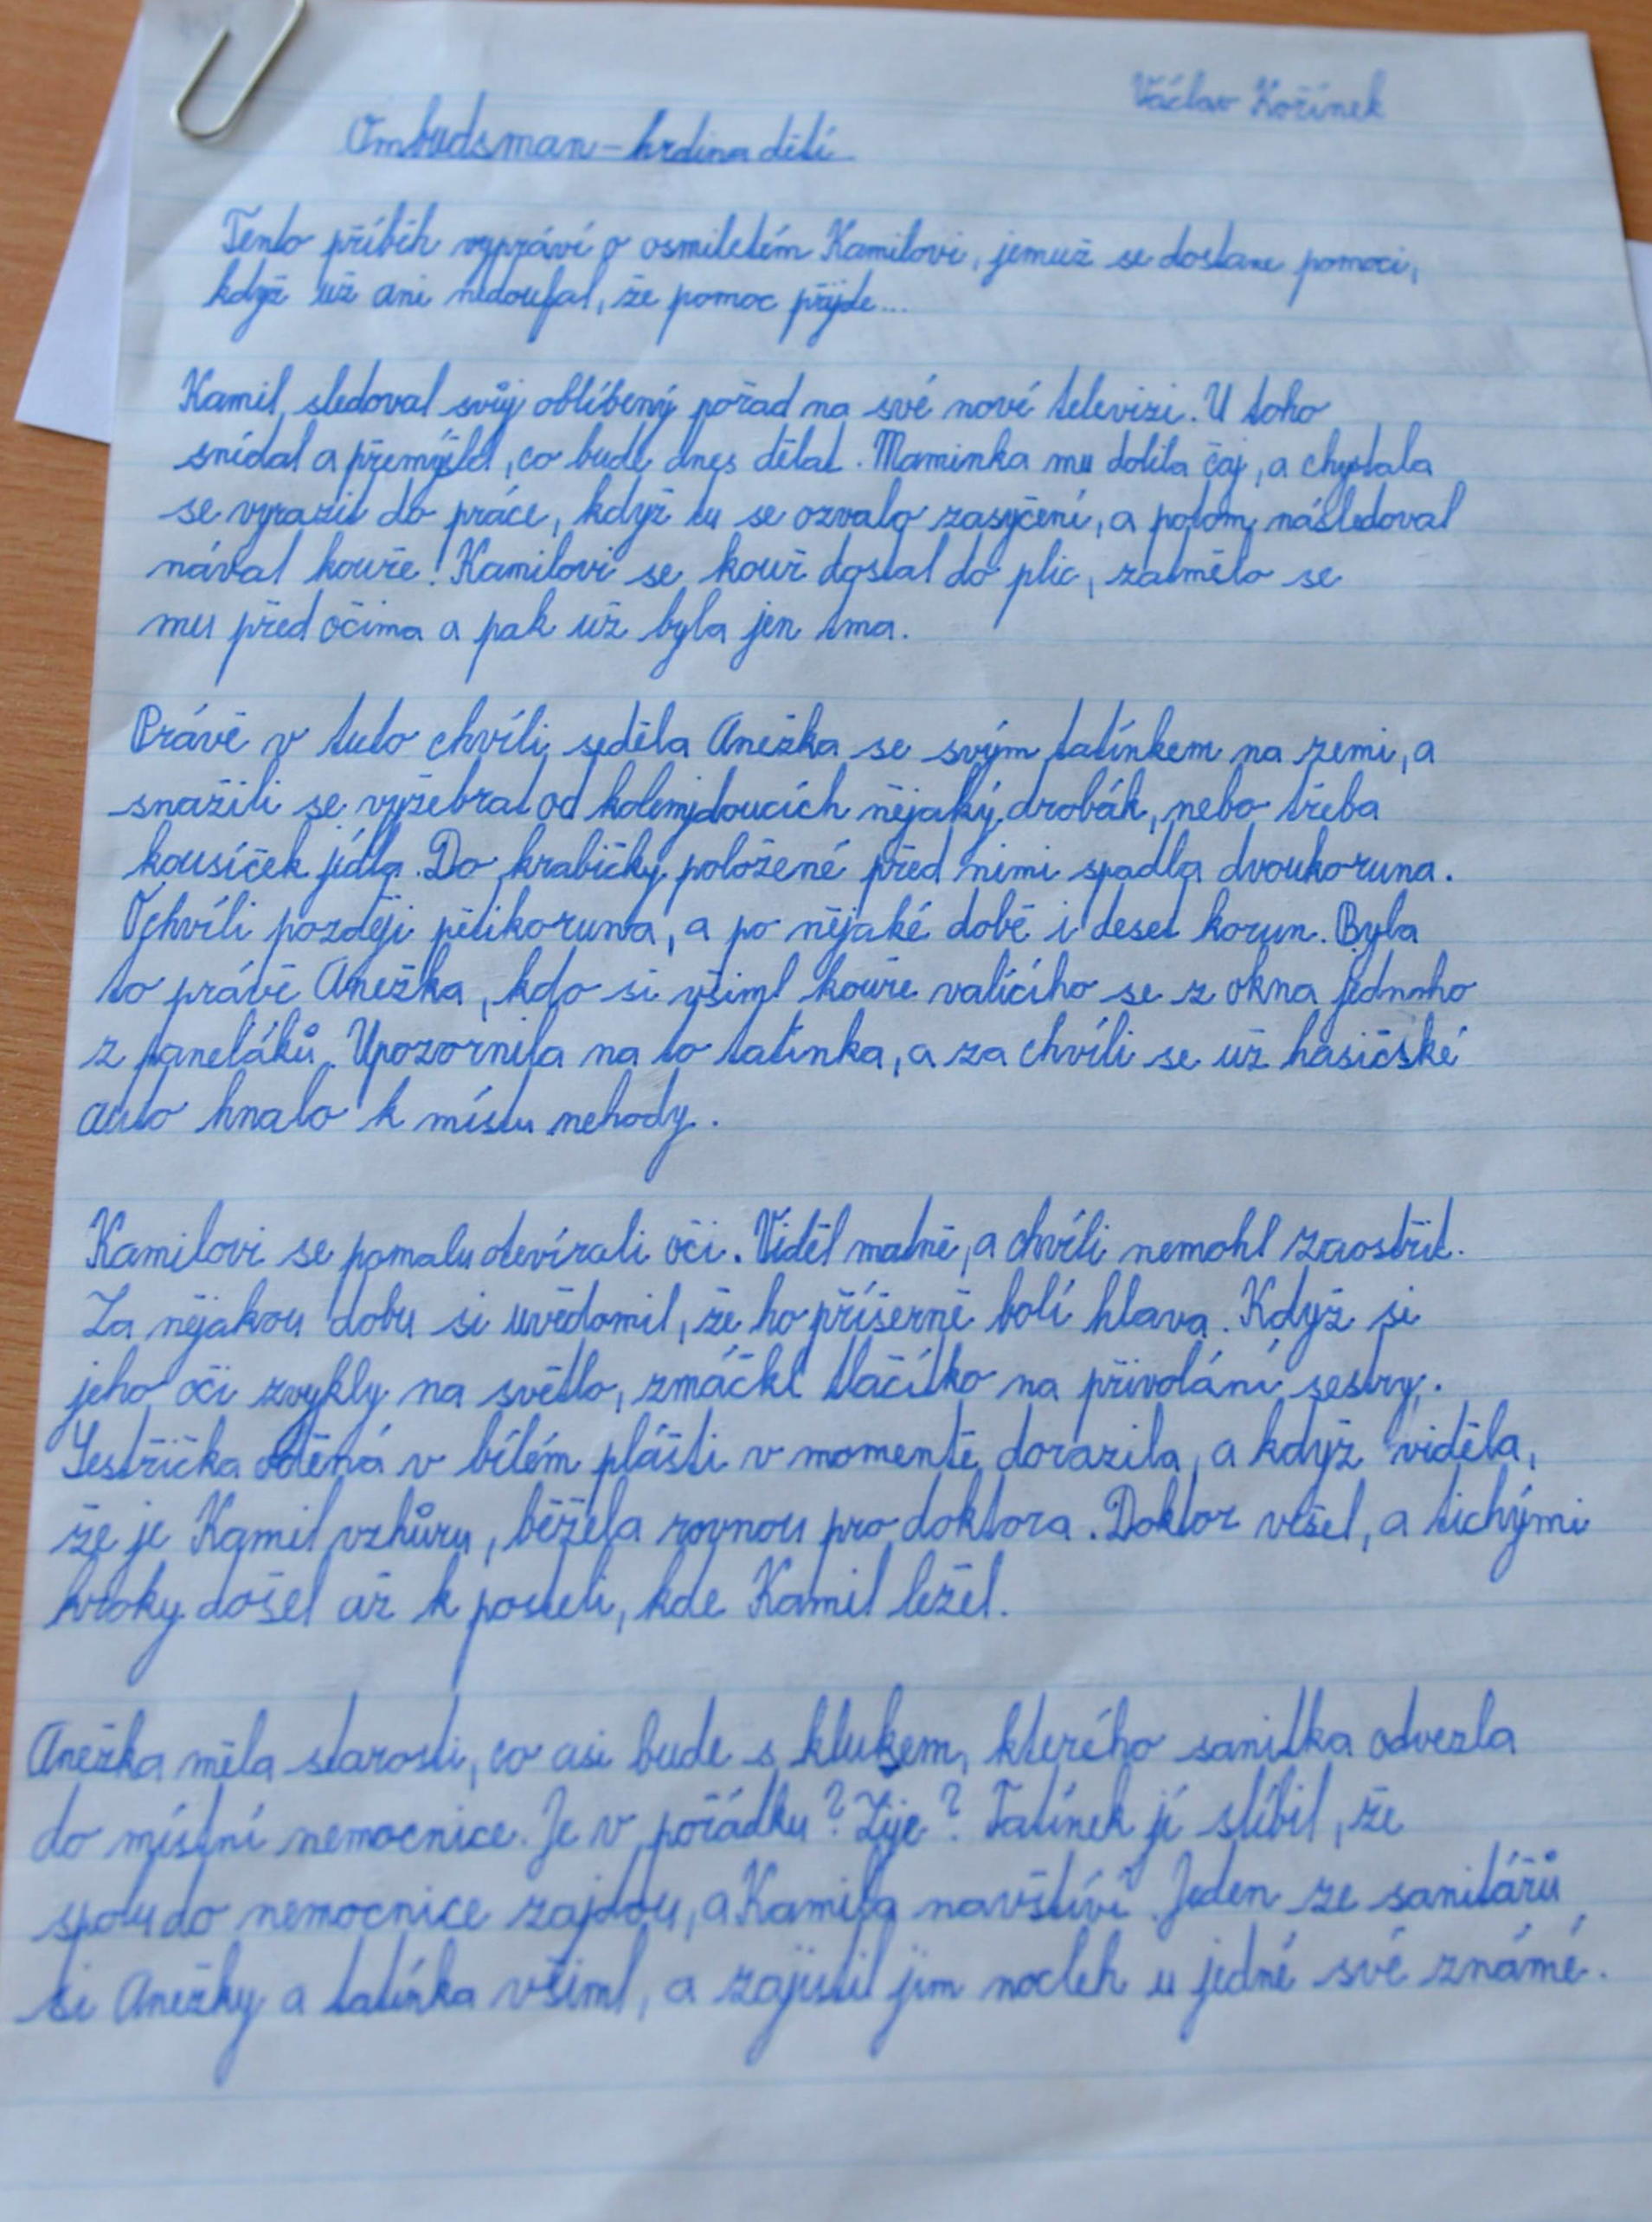 Václav Kořínek
Ombudsman – hrdina dětí
Tento příběh vypráví o osmiletém Kamilovi, jemuž se dostane pomoci,
když už ani nedoufal, že pomoc přijde...
Kamil sledoval svůj oblíbený pořad na své nové televizi. U toho
snídal a přemýšlel, co bude dnes dělat. Maminka mu dolila čaj, a chystala
se vyrazit do práce, když tu se ozvalo zasyčení, a potom následoval
nával kouře! Kamilovi se kouř dostal do plic, zatmělo se
mu před očima a pak už byla jen tma.
Právě v tuto chvíli seděla Anežka se svým tatínkem na zemi, a
snažili se vyžebrat od kolemjdoucích nějaký drobák, nebo třeba
kousíček jídla. Do krabičky položené před nimi spadla dvoukoruna.
O chvíli později pětikoruna, a po nějaké době i deset korun. Byla
to právě Anežka, kdo si všiml kouře valícího se z okna jednoho
z paneláků. Upozornila na to tatínka, a za chvíli se už hasičské
auto hnalo k místu nehody.
Kamilovi se pomalu otevírali oči. Viděl matně, a chvíli nemohl zaostřit.
Za nějakou dobu si uvědomil, že ho příšerně bolí hlava. Když si
jeho oči zvykly na světlo, zmáčkl tlačítko na přivolání sestry.
Sestřička oděná v bílém plášti v momentě dorazila, a když viděla,
že je Kamil vzhůru, běžela rovnou pro doktora. Doktor všel, a tichými
kroky došel až k posteli, kde Kamil ležel.
Anežka měla starosti, co asi bude s klukem, kterého sanitka odvezla
do místní nemocnice. Je v pořádku? Žije? Tatínek jí slíbil, že
spolu do nemocnice zajdou, a Kamila navštíví. Jeden ze sanitářů
si Anežky a tatínka všiml, a zajistil jim nocleh u jedné své známé.